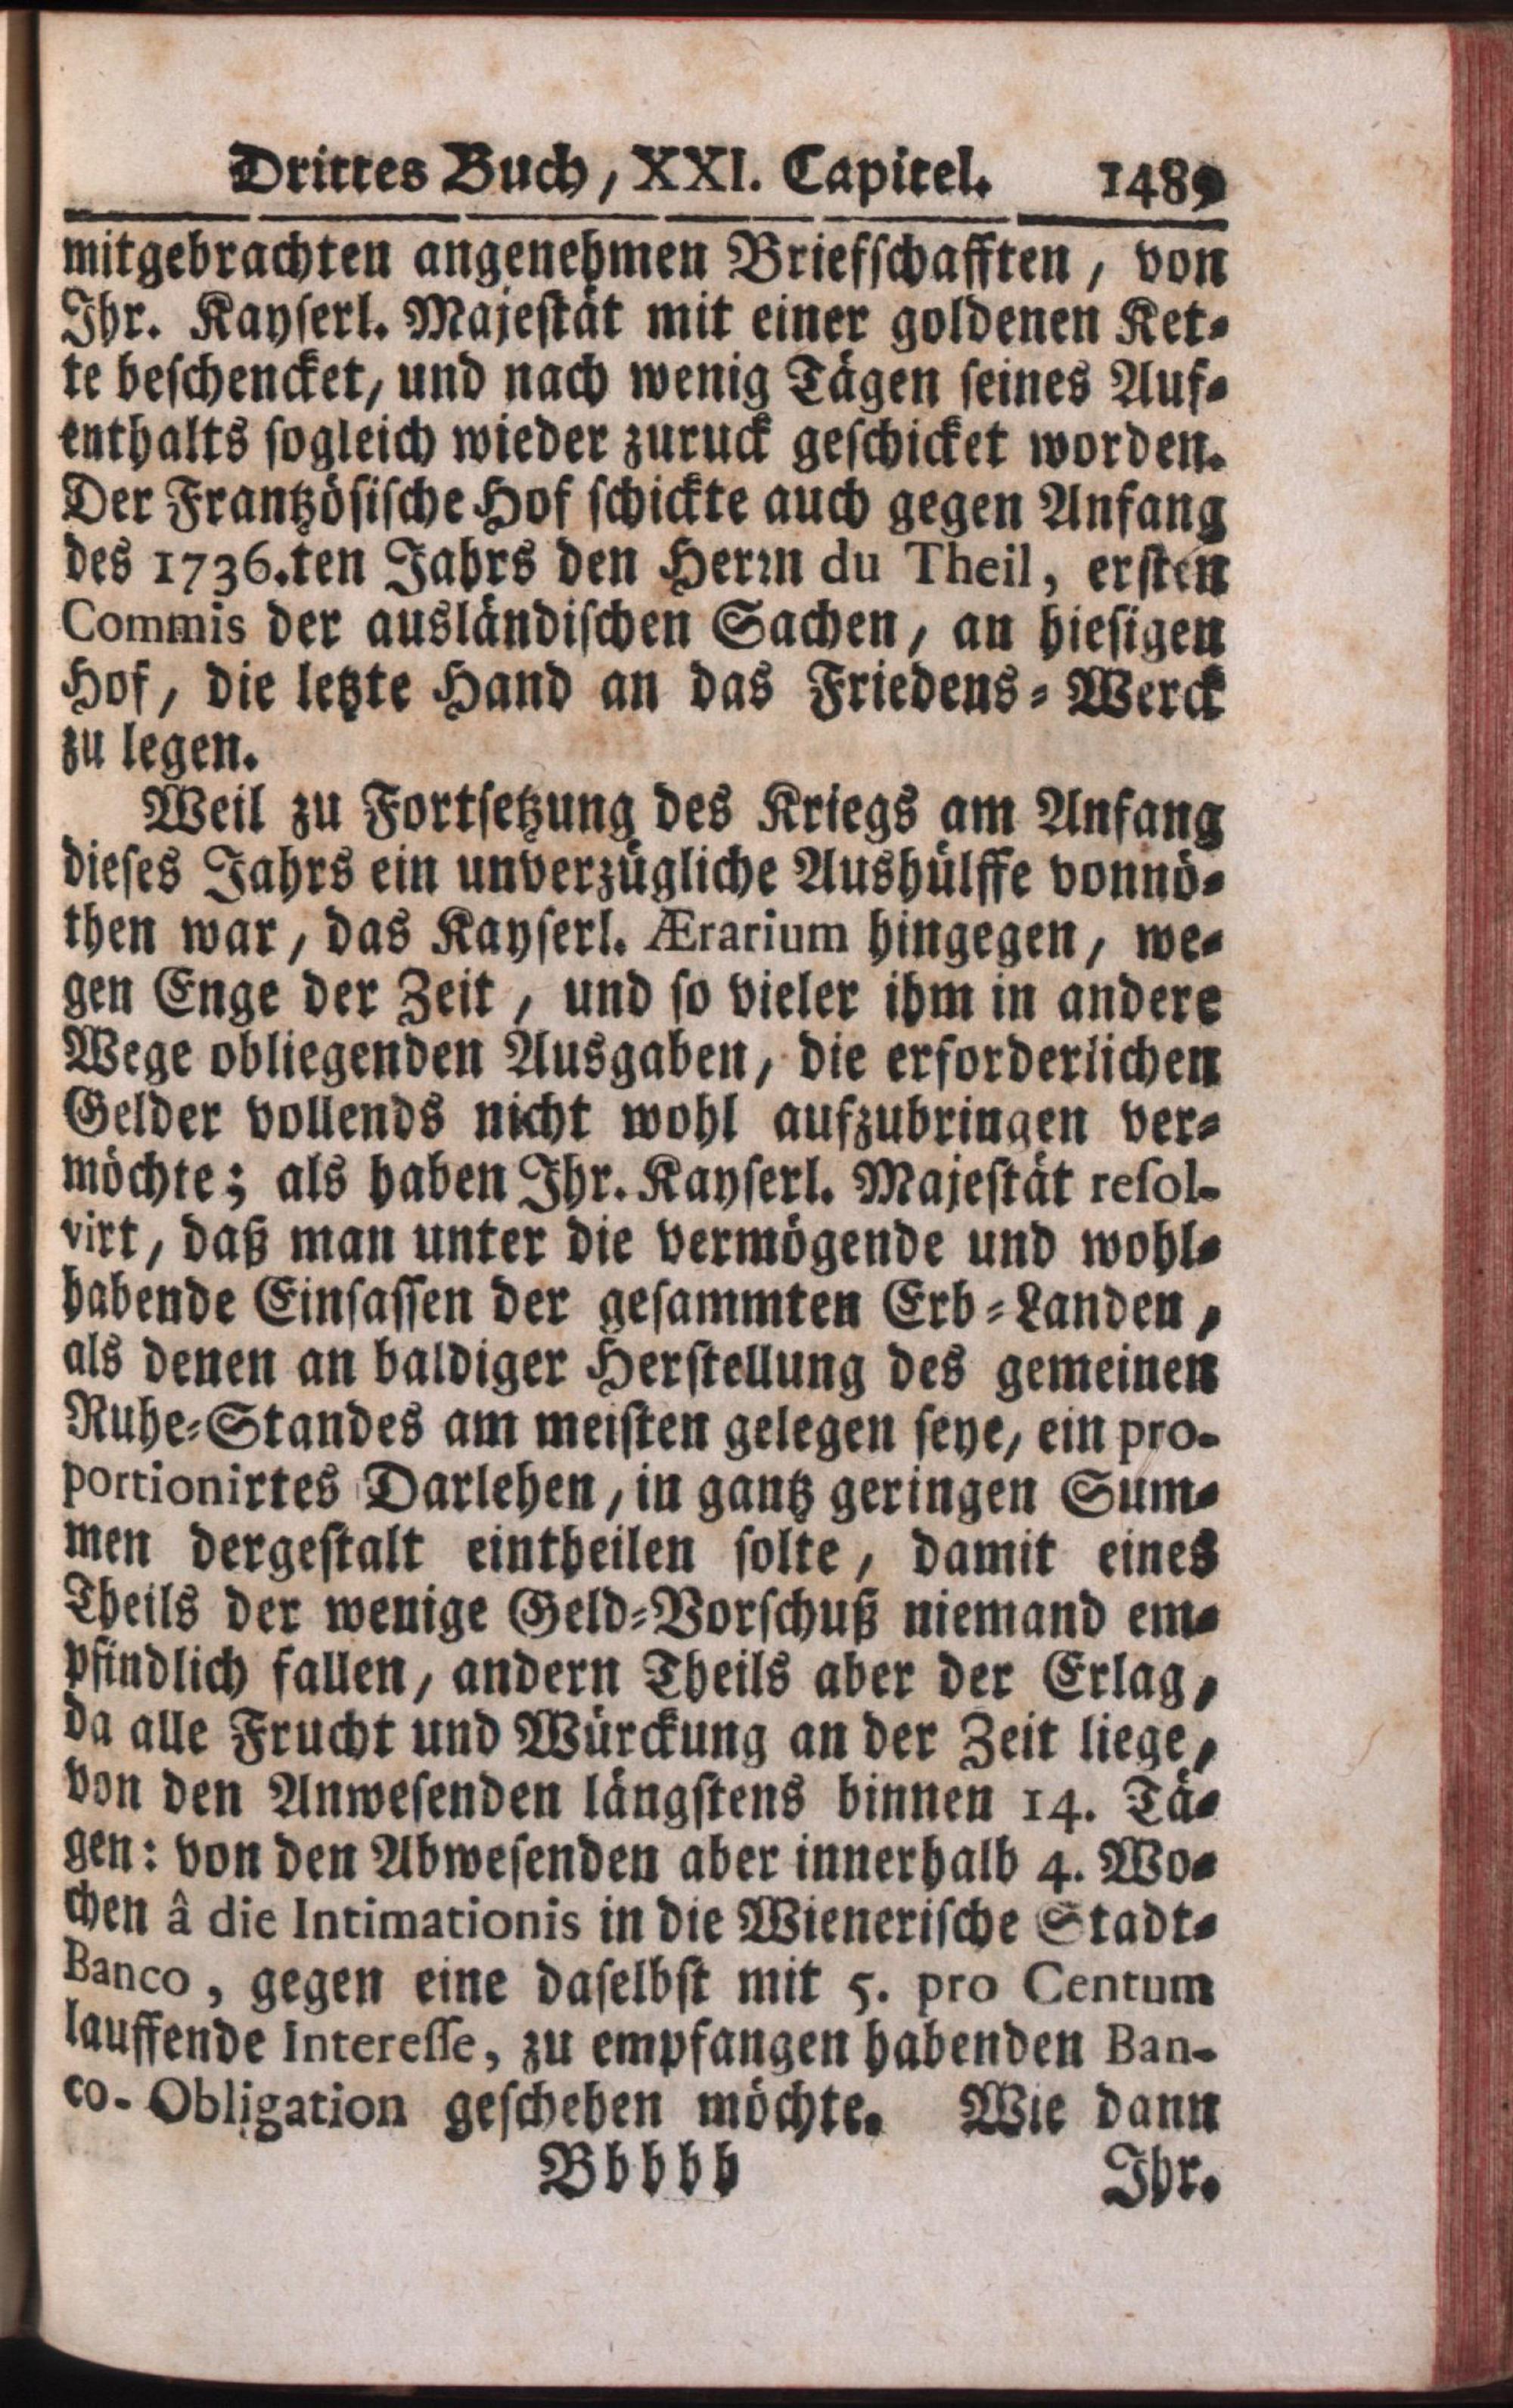 Drittes Buch, XXI. Capitel. 1489
mitgebrachten angenehmen Briefschafften, von
Ihr. Kayserl. Majestät mit einer goldenen Ket-
te beschencket, und nach wenig Tägen seines Auf-
enthalts sogleich wieder zuruck geschicket worden.
Der Frantzösische Hof schickte auch gegen Anfang
des 1736.ten Jahrs den Herrn du Theil, ersten
Commis der ausländischen Sachen, an hiesigen
Hof, die letzte Hand an das Friedens-Werck
zu legen.
Weil zu Fortsetzung des Kriegs am Anfang
dieses Jahrs ein unverzügliche Aushülffe vonnö-
then war, das Kayserl. Ærarium hingegen, we-
gen Enge der Zeit, und so vieler ihm in andere
Wege obliegenden Ausgaben, die erforderlichen
Gelder vollends nicht wohl aufzubringen ver-
möchte; als haben Ihr. Kayserl. Majestät resol-
virt, daß man unter die vermögende und wohl-
habende Einsassen der gesammten Erb-Landen,
als denen an baldiger Herstellung des gemeinen
Ruhe-Standes am meisten gelegen seye, ein pro-
portionirtes Darlehen, in gantz geringen Sum-
men dergestalt eintheilen solte, damit eines
Theils der wenige Geld-Vorschuß niemand em-
pfindlich fallen, andern Theils aber der Erlag,
da alle Frucht und Würckung an der Zeit liege,
von den Anwesenden längstens binnen 14. Tä-
gen: von den Abwesenden aber innerhalb 4. Wo-
chen â die Intimationis in die Wienerische Stadt-
Banco, gegen eine daselbst mit 5. pro Centum
lauffende Interesse, zu empfangen habenden Ban-
co-Obligation geschehen möchte. Wie dann
Bbbbb Ihr.